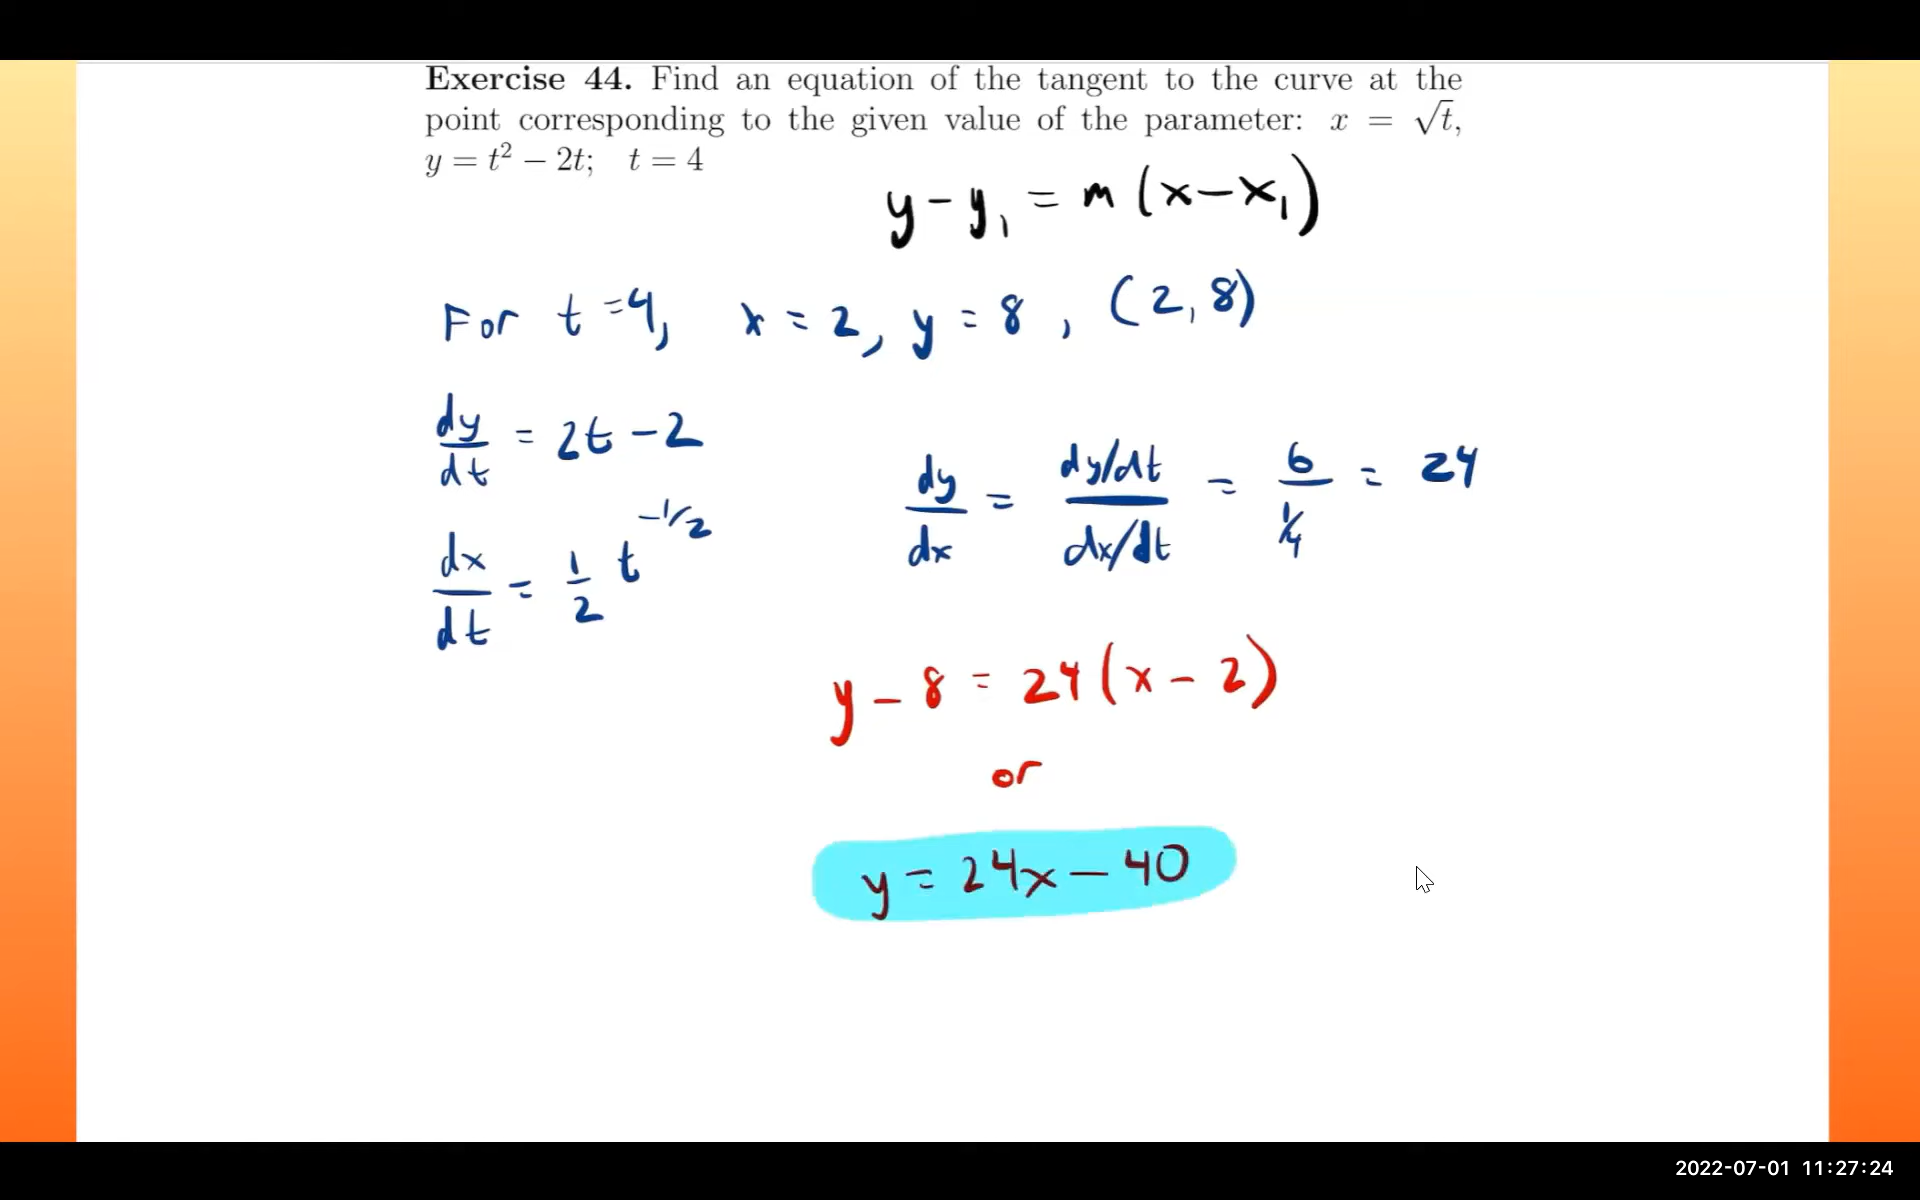 Exercise 44. Find an equation of the tangent to the curve at the
point corresponding to the given value of the parameter: x = √t,
y = t² − 2t; t = 4
y − y₁ = m (x − x₁)
For t = 4, x = 2, y = 8, (2, 8)
dy/dt = 2t − 2
dy/dx = (dy/dt)/(dx/dt) = 6/(1/4) = 24
dx/dt = 1/2 t^(−1/2)
y − 8 = 24 (x − 2)
or
y = 24x − 40
2022-07-01 11:27:24